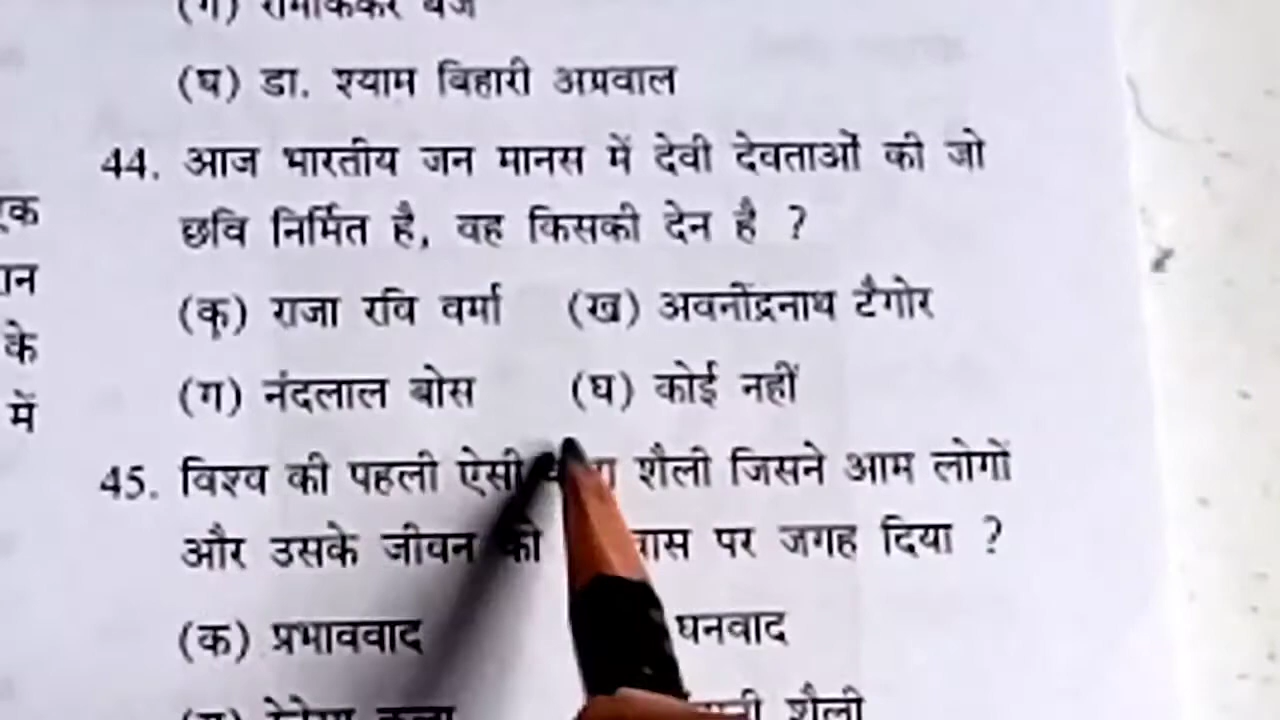 (घ) डा. श्याम विहारी अग्रवाल
44. आज भारतीय जन मानस में देवी देवताओं की जो
छवि निर्मित है, वह किसकी देन है ?
(क) राजा रवि वर्मा (ख) अवनींद्रनाथ टैगोर
(ग) नंदलाल बोस (घ) कोई नहीं
45. विश्व की पहली ऐसी शैली जिसने आम लोगों
और उसके जीवन को पर जगह दिया ?
(क) प्रभाववाद घनवाद
शैली
के
में